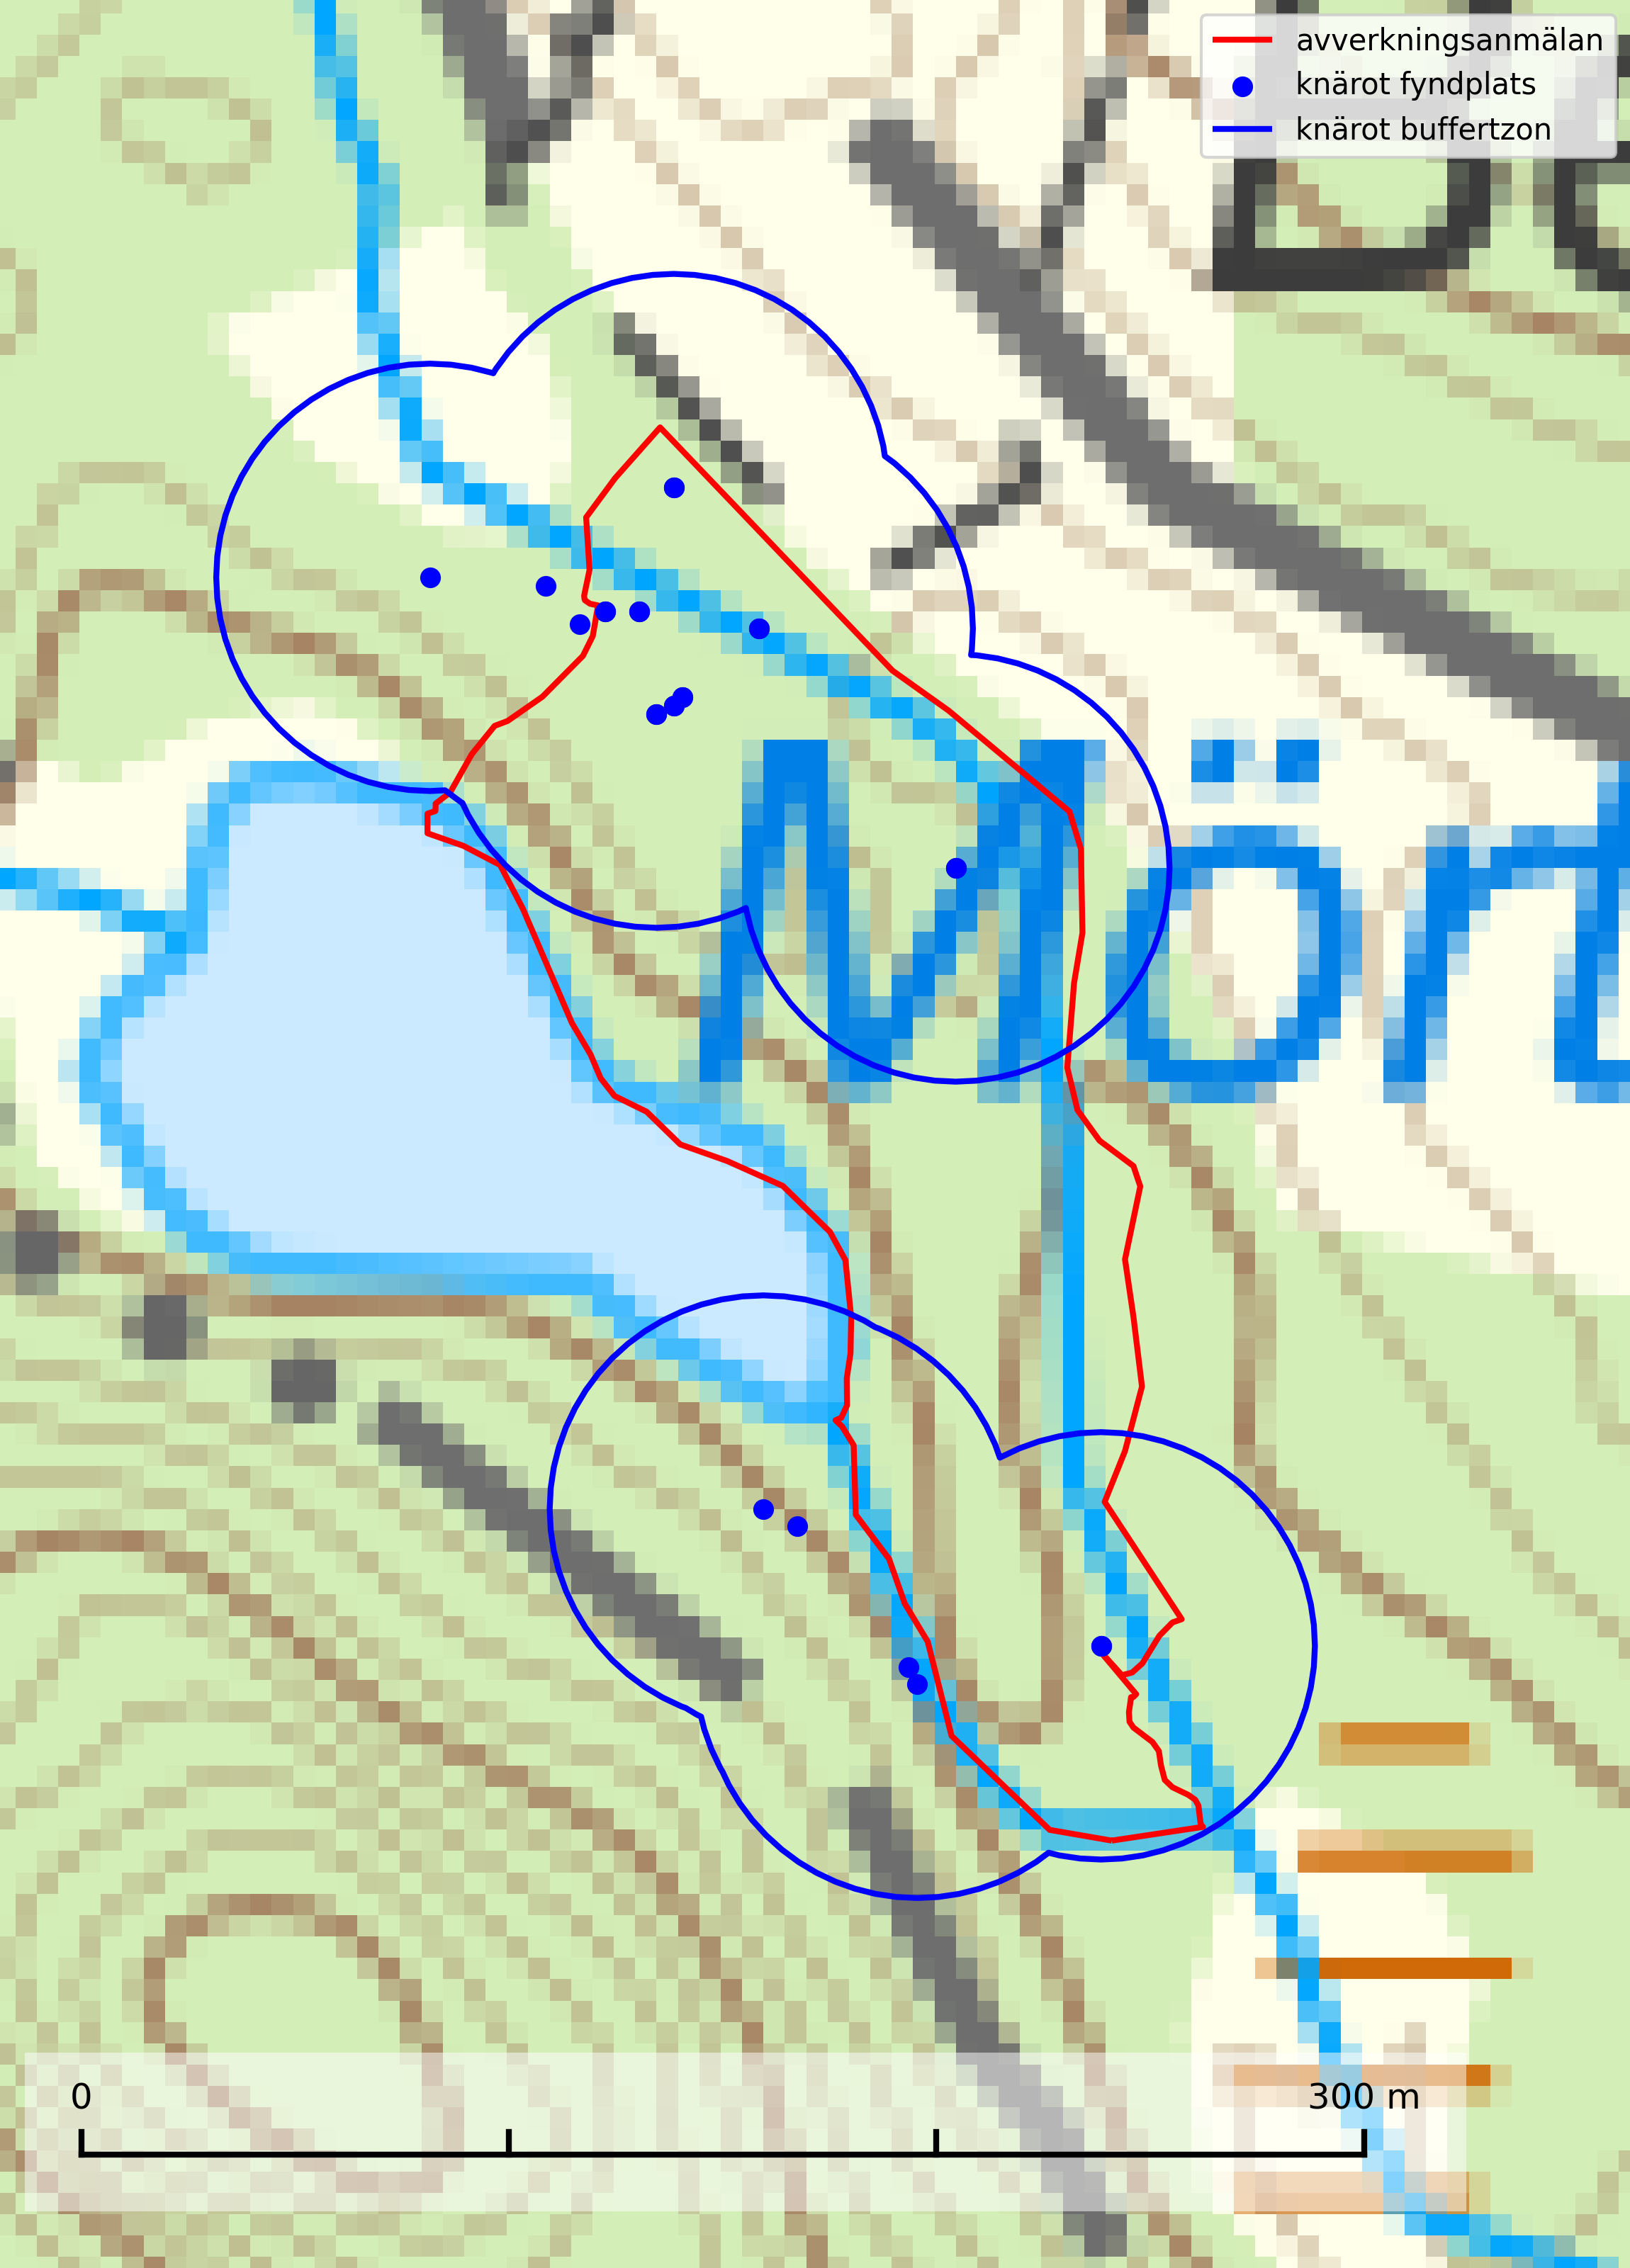 avverkningsanmälan
knärot fyndplats
knärot buffertzon
0
300 m